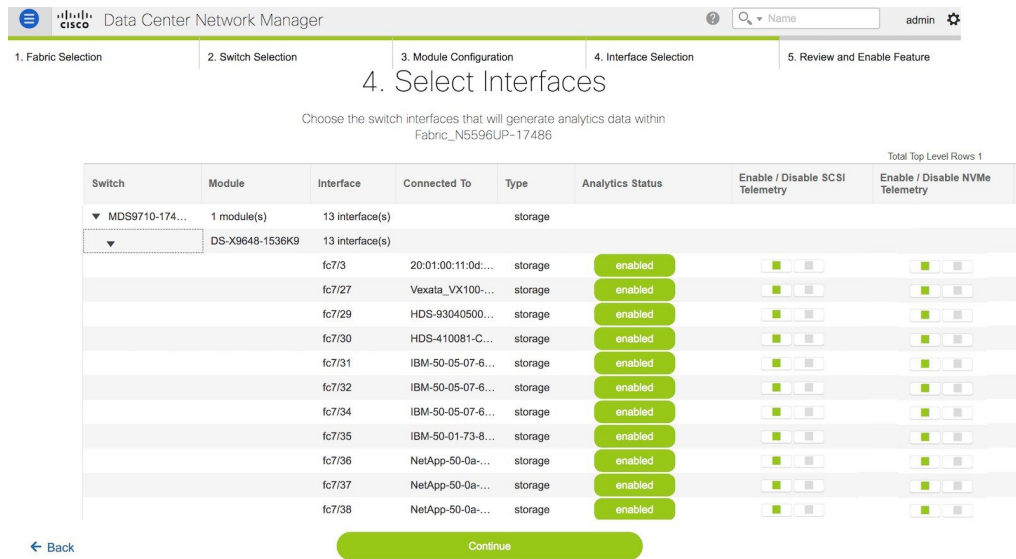 cisco Data Center Network Manager ? Name admin
1. Fabric Selection 2. Switch Selection 3. Module Configuration 4. Interface Selection 5. Review and Enable Feature
4. Select Interfaces
Choose the switch interfaces that will generate analytics data within
Fabric_N5596UP-17486
Total Top Level Rows 1
Switch Module Interface Connected To Type Analytics Status Enable / Disable SCSI Telemetry Enable / Disable NVMe Telemetry
MDS9710-174... 1 module(s) 13 interface(s) storage
DS-X9648-1536K9 13 interface(s)
fc7/3 20:01:00:11:0d:... storage enabled
fc7/27 Vexata_VX100-... storage enabled
fc7/29 HDS-93040500... storage enabled
fc7/30 HDS-410081-C... storage enabled
fc7/31 IBM-50-05-07-6... storage enabled
fc7/32 IBM-50-05-07-6... storage enabled
fc7/34 IBM-50-05-07-6... storage enabled
fc7/35 IBM-50-01-73-8... storage enabled
fc7/36 NetApp-50-0a-... storage enabled
fc7/37 NetApp-50-0a-... storage enabled
fc7/38 NetApp-50-0a-... storage enabled
Back Continue